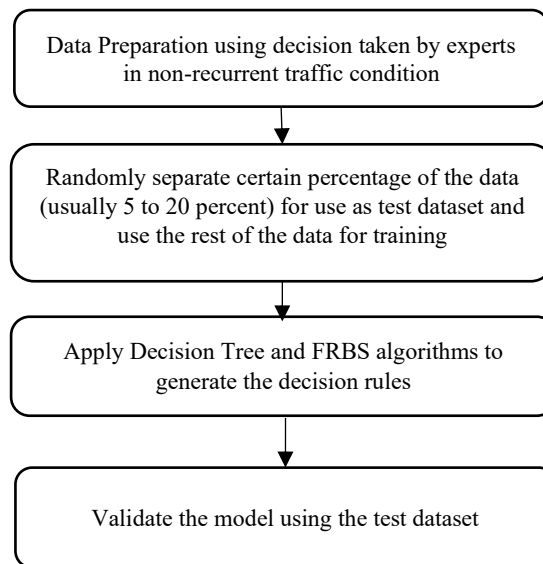 Data Preparation using decision taken by experts
in non-recurrent traffic condition
Randomly separate certain percentage of the data
(usually 5 to 20 percent) for use as test dataset and
use the rest of the data for training
Apply Decision Tree and FRBS algorithms to
generate the decision rules
Validate the model using the test dataset